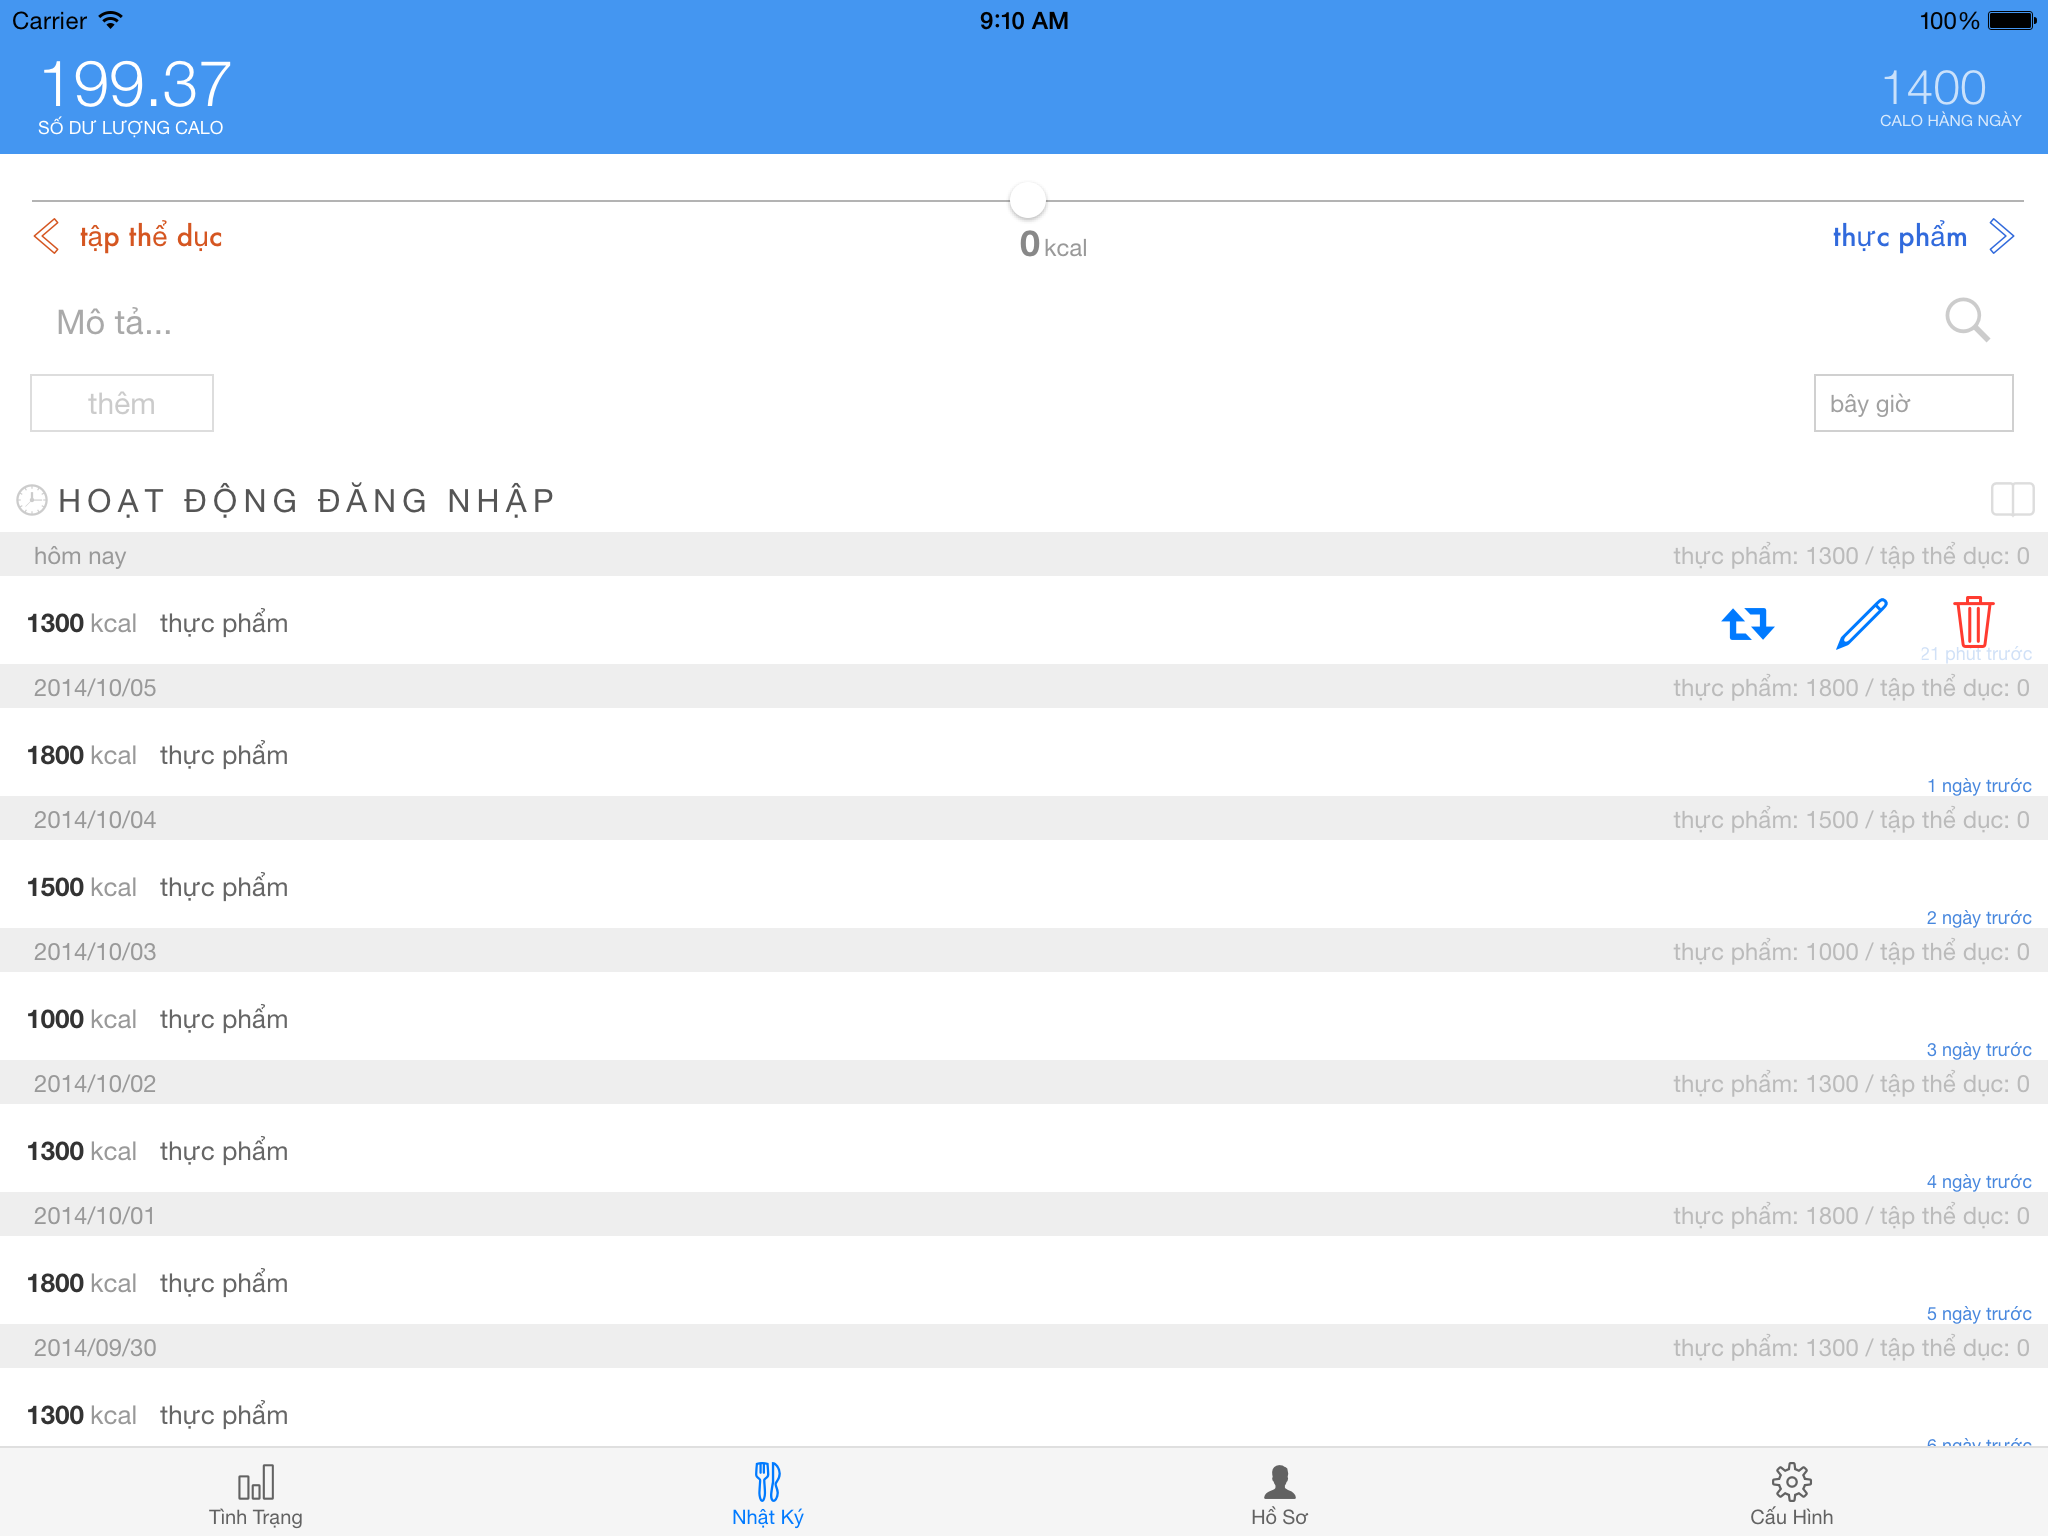 Carrier 9:10 AM 100%
199.37 1400
SỐ DƯ LƯỢNG CALO CALO HÀNG NGÀY
tập thể dục 0 kcal thực phẩm
Mô tả...
thêm bây giờ
HOẠT ĐỘNG ĐĂNG NHẬP
hôm nay thực phẩm: 1300 / tập thể dục: 0
1300 kcal thực phẩm
21 phút trước
2014/10/05 thực phẩm: 1800 / tập thể dục: 0
1800 kcal thực phẩm
1 ngày trước
2014/10/04 thực phẩm: 1500 / tập thể dục: 0
1500 kcal thực phẩm
2 ngày trước
2014/10/03 thực phẩm: 1000 / tập thể dục: 0
1000 kcal thực phẩm
3 ngày trước
2014/10/02 thực phẩm: 1300 / tập thể dục: 0
1300 kcal thực phẩm
4 ngày trước
2014/10/01 thực phẩm: 1800 / tập thể dục: 0
1800 kcal thực phẩm
5 ngày trước
2014/09/30 thực phẩm: 1300 / tập thể dục: 0
1300 kcal thực phẩm
6 ngày trước
Tình Trạng Nhật Ký Hồ Sơ Cấu Hình